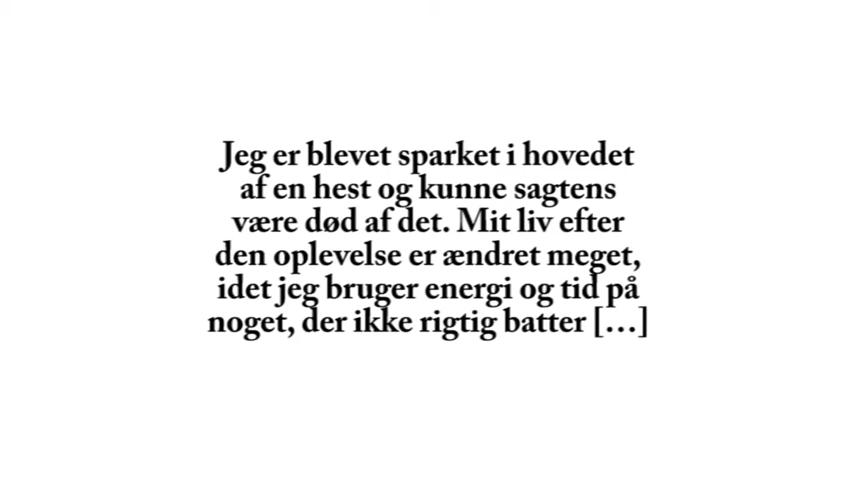 Jeg er blevet sparket i hovedet
af en hest og kunne sagtens
være død af det. Mit liv efter
den oplevelse er ændret meget,
idet jeg bruger energi og tid på
noget, der ikke rigtig batter […]